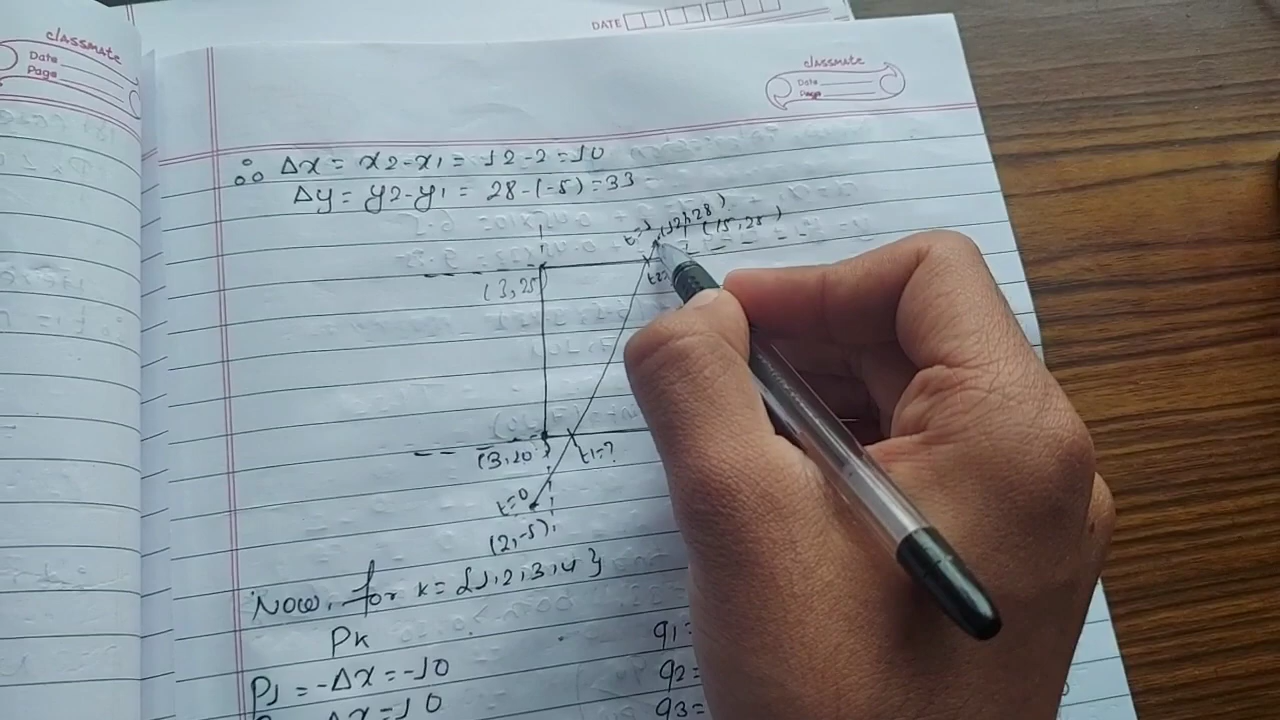 DATE
classmate
Date
Page
classmate
Date
Page
∴ Δx = x2-x1 = 12-2 = 10
Δy = y2-y1 = 28-(-5) = 33
t=1 (12,28)
(15,25)
(3,25)
(3,20
t1=?
t=0
(2,-5)
Now, for k = {1,2,3,4}
Pk
P1 = -Δx = -10
Δx = 10
q1=
q2=
q3=